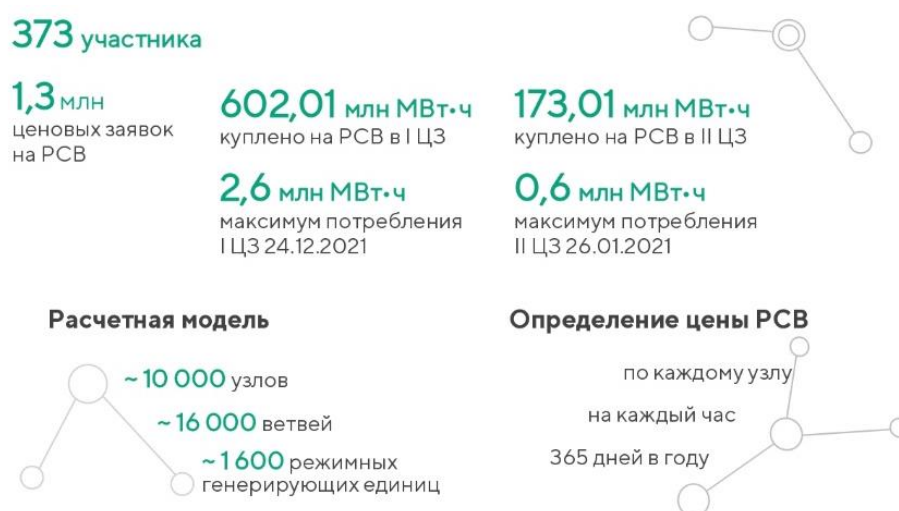 373 участника
1,3 млн
ценовых заявок
на РСВ
602,01 млн МВт•ч
куплено на РСВ в I ЦЗ
173,01 млн МВт•ч
куплено на РСВ в II ЦЗ
2,6 млн МВт•ч
максимум потребления
I ЦЗ 24.12.2021
0,6 млн МВт•ч
максимум потребления
II ЦЗ 26.01.2021
Расчетная модель
~ 10 000 узлов
~ 16 000 ветвей
~ 1 600 режимных
генерирующих единиц
Определение цены РСВ
по каждому узлу
на каждый час
365 дней в году